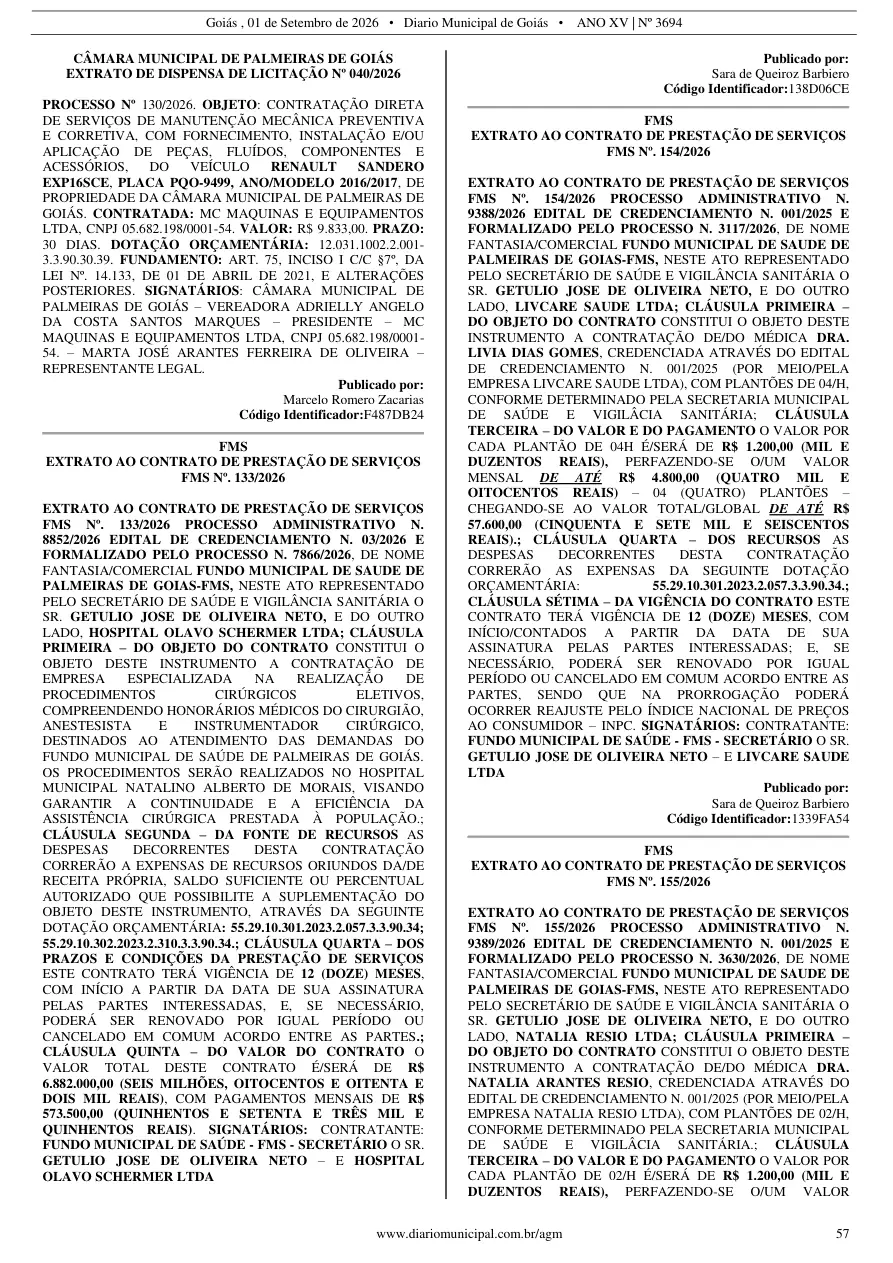 Goiás , 01 de Setembro de 2026 • Diario Municipal de Goiás • ANO XV | Nº 3694
CÂMARA MUNICIPAL DE PALMEIRAS DE GOIÁS
EXTRATO DE DISPENSA DE LICITAÇÃO Nº 040/2026
PROCESSO Nº 130/2026. OBJETO: CONTRATAÇÃO DIRETA
DE SERVIÇOS DE MANUTENÇÃO MECÂNICA PREVENTIVA
E CORRETIVA, COM FORNECIMENTO, INSTALAÇÃO E/OU
APLICAÇÃO DE PEÇAS, FLUÍDOS, COMPONENTES E
ACESSÓRIOS, DO VEÍCULO RENAULT SANDERO
EXP16SCE, PLACA PQO-9499, ANO/MODELO 2016/2017, DE
PROPRIEDADE DA CÂMARA MUNICIPAL DE PALMEIRAS DE
GOIÁS. CONTRATADA: MC MAQUINAS E EQUIPAMENTOS
LTDA, CNPJ 05.682.198/0001-54. VALOR: R$ 9.833,00. PRAZO:
30 DIAS. DOTAÇÃO ORÇAMENTÁRIA: 12.031.1002.2.001-
3.3.90.30.39. FUNDAMENTO: ART. 75, INCISO I C/C §7º, DA
LEI Nº. 14.133, DE 01 DE ABRIL DE 2021, E ALTERAÇÕES
POSTERIORES. SIGNATÁRIOS: CÂMARA MUNICIPAL DE
PALMEIRAS DE GOIÁS – VEREADORA ADRIELLY ANGELO
DA COSTA SANTOS MARQUES – PRESIDENTE – MC
MAQUINAS E EQUIPAMENTOS LTDA, CNPJ 05.682.198/0001-
54. – MARTA JOSÉ ARANTES FERREIRA DE OLIVEIRA –
REPRESENTANTE LEGAL.
Publicado por:
Marcelo Romero Zacarias
Código Identificador:F487DB24
FMS
EXTRATO AO CONTRATO DE PRESTAÇÃO DE SERVIÇOS
FMS Nº. 133/2026
EXTRATO AO CONTRATO DE PRESTAÇÃO DE SERVIÇOS
FMS Nº. 133/2026 PROCESSO ADMINISTRATIVO N.
8852/2026 EDITAL DE CREDENCIAMENTO N. 03/2026 E
FORMALIZADO PELO PROCESSO N. 7866/2026, DE NOME
FANTASIA/COMERCIAL FUNDO MUNICIPAL DE SAUDE DE
PALMEIRAS DE GOIAS-FMS, NESTE ATO REPRESENTADO
PELO SECRETÁRIO DE SAÚDE E VIGILÂNCIA SANITÁRIA O
SR. GETULIO JOSE DE OLIVEIRA NETO, E DO OUTRO
LADO, HOSPITAL OLAVO SCHERMER LTDA; CLÁUSULA
PRIMEIRA – DO OBJETO DO CONTRATO CONSTITUI O
OBJETO DESTE INSTRUMENTO A CONTRATAÇÃO DE
EMPRESA ESPECIALIZADA NA REALIZAÇÃO DE
PROCEDIMENTOS CIRÚRGICOS ELETIVOS,
COMPREENDENDO HONORÁRIOS MÉDICOS DO CIRURGIÃO,
ANESTESISTA E INSTRUMENTADOR CIRÚRGICO,
DESTINADOS AO ATENDIMENTO DAS DEMANDAS DO
FUNDO MUNICIPAL DE SAÚDE DE PALMEIRAS DE GOIÁS.
OS PROCEDIMENTOS SERÃO REALIZADOS NO HOSPITAL
MUNICIPAL NATALINO ALBERTO DE MORAIS, VISANDO
GARANTIR A CONTINUIDADE E A EFICIÊNCIA DA
ASSISTÊNCIA CIRÚRGICA PRESTADA À POPULAÇÃO.;
CLÁUSULA SEGUNDA – DA FONTE DE RECURSOS AS
DESPESAS DECORRENTES DESTA CONTRATAÇÃO
CORRERÃO A EXPENSAS DE RECURSOS ORIUNDOS DA/DE
RECEITA PRÓPRIA, SALDO SUFICIENTE OU PERCENTUAL
AUTORIZADO QUE POSSIBILITE A SUPLEMENTAÇÃO DO
OBJETO DESTE INSTRUMENTO, ATRAVÉS DA SEGUINTE
DOTAÇÃO ORÇAMENTÁRIA: 55.29.10.301.2023.2.057.3.3.90.34;
55.29.10.302.2023.2.310.3.3.90.34.; CLÁUSULA QUARTA – DOS
PRAZOS E CONDIÇÕES DA PRESTAÇÃO DE SERVIÇOS
ESTE CONTRATO TERÁ VIGÊNCIA DE 12 (DOZE) MESES,
COM INÍCIO A PARTIR DA DATA DE SUA ASSINATURA
PELAS PARTES INTERESSADAS, E, SE NECESSÁRIO,
PODERÁ SER RENOVADO POR IGUAL PERÍODO OU
CANCELADO EM COMUM ACORDO ENTRE AS PARTES.;
CLÁUSULA QUINTA – DO VALOR DO CONTRATO O
VALOR TOTAL DESTE CONTRATO É/SERÁ DE R$
6.882.000,00 (SEIS MILHÕES, OITOCENTOS E OITENTA E
DOIS MIL REAIS), COM PAGAMENTOS MENSAIS DE R$
573.500,00 (QUINHENTOS E SETENTA E TRÊS MIL E
QUINHENTOS REAIS). SIGNATÁRIOS: CONTRATANTE:
FUNDO MUNICIPAL DE SAÚDE - FMS - SECRETÁRIO O SR.
GETULIO JOSE DE OLIVEIRA NETO – E HOSPITAL
OLAVO SCHERMER LTDA
Publicado por:
Sara de Queiroz Barbiero
Código Identificador:138D06CE
FMS
EXTRATO AO CONTRATO DE PRESTAÇÃO DE SERVIÇOS
FMS Nº. 154/2026
EXTRATO AO CONTRATO DE PRESTAÇÃO DE SERVIÇOS
FMS Nº. 154/2026 PROCESSO ADMINISTRATIVO N.
9388/2026 EDITAL DE CREDENCIAMENTO N. 001/2025 E
FORMALIZADO PELO PROCESSO N. 3117/2026, DE NOME
FANTASIA/COMERCIAL FUNDO MUNICIPAL DE SAUDE DE
PALMEIRAS DE GOIAS-FMS, NESTE ATO REPRESENTADO
PELO SECRETÁRIO DE SAÚDE E VIGILÂNCIA SANITÁRIA O
SR. GETULIO JOSE DE OLIVEIRA NETO, E DO OUTRO
LADO, LIVCARE SAUDE LTDA; CLÁUSULA PRIMEIRA –
DO OBJETO DO CONTRATO CONSTITUI O OBJETO DESTE
INSTRUMENTO A CONTRATAÇÃO DE/DO MÉDICA DRA.
LIVIA DIAS GOMES, CREDENCIADA ATRAVÉS DO EDITAL
DE CREDENCIAMENTO N. 001/2025 (POR MEIO/PELA
EMPRESA LIVCARE SAUDE LTDA), COM PLANTÕES DE 04/H,
CONFORME DETERMINADO PELA SECRETARIA MUNICIPAL
DE SAÚDE E VIGILÂCIA SANITÁRIA; CLÁUSULA
TERCEIRA – DO VALOR E DO PAGAMENTO O VALOR POR
CADA PLANTÃO DE 04H É/SERÁ DE R$ 1.200,00 (MIL E
DUZENTOS REAIS), PERFAZENDO-SE O/UM VALOR
MENSAL DE ATÉ R$ 4.800,00 (QUATRO MIL E
OITOCENTOS REAIS) – 04 (QUATRO) PLANTÕES –
CHEGANDO-SE AO VALOR TOTAL/GLOBAL DE ATÉ R$
57.600,00 (CINQUENTA E SETE MIL E SEISCENTOS
REAIS).; CLÁUSULA QUARTA – DOS RECURSOS AS
DESPESAS DECORRENTES DESTA CONTRATAÇÃO
CORRERÃO AS EXPENSAS DA SEGUINTE DOTAÇÃO
ORÇAMENTÁRIA: 55.29.10.301.2023.2.057.3.3.90.34.;
CLÁUSULA SÉTIMA – DA VIGÊNCIA DO CONTRATO ESTE
CONTRATO TERÁ VIGÊNCIA DE 12 (DOZE) MESES, COM
INÍCIO/CONTADOS A PARTIR DA DATA DE SUA
ASSINATURA PELAS PARTES INTERESSADAS; E, SE
NECESSÁRIO, PODERÁ SER RENOVADO POR IGUAL
PERÍODO OU CANCELADO EM COMUM ACORDO ENTRE AS
PARTES, SENDO QUE NA PRORROGAÇÃO PODERÁ
OCORRER REAJUSTE PELO ÍNDICE NACIONAL DE PREÇOS
AO CONSUMIDOR – INPC. SIGNATÁRIOS: CONTRATANTE:
FUNDO MUNICIPAL DE SAÚDE - FMS - SECRETÁRIO O SR.
GETULIO JOSE DE OLIVEIRA NETO – E LIVCARE SAUDE
LTDA
Publicado por:
Sara de Queiroz Barbiero
Código Identificador:1339FA54
FMS
EXTRATO AO CONTRATO DE PRESTAÇÃO DE SERVIÇOS
FMS Nº. 155/2026
EXTRATO AO CONTRATO DE PRESTAÇÃO DE SERVIÇOS
FMS Nº. 155/2026 PROCESSO ADMINISTRATIVO N.
9389/2026 EDITAL DE CREDENCIAMENTO N. 001/2025 E
FORMALIZADO PELO PROCESSO N. 3630/2026, DE NOME
FANTASIA/COMERCIAL FUNDO MUNICIPAL DE SAUDE DE
PALMEIRAS DE GOIAS-FMS, NESTE ATO REPRESENTADO
PELO SECRETÁRIO DE SAÚDE E VIGILÂNCIA SANITÁRIA O
SR. GETULIO JOSE DE OLIVEIRA NETO, E DO OUTRO
LADO, NATALIA RESIO LTDA; CLÁUSULA PRIMEIRA –
DO OBJETO DO CONTRATO CONSTITUI O OBJETO DESTE
INSTRUMENTO A CONTRATAÇÃO DE/DO MÉDICA DRA.
NATALIA ARANTES RESIO, CREDENCIADA ATRAVÉS DO
EDITAL DE CREDENCIAMENTO N. 001/2025 (POR MEIO/PELA
EMPRESA NATALIA RESIO LTDA), COM PLANTÕES DE 02/H,
CONFORME DETERMINADO PELA SECRETARIA MUNICIPAL
DE SAÚDE E VIGILÂCIA SANITÁRIA.; CLÁUSULA
TERCEIRA – DO VALOR E DO PAGAMENTO O VALOR POR
CADA PLANTÃO DE 02/H É/SERÁ DE R$ 1.200,00 (MIL E
DUZENTOS REAIS), PERFAZENDO-SE O/UM VALOR
www.diariomunicipal.com.br/agm
57